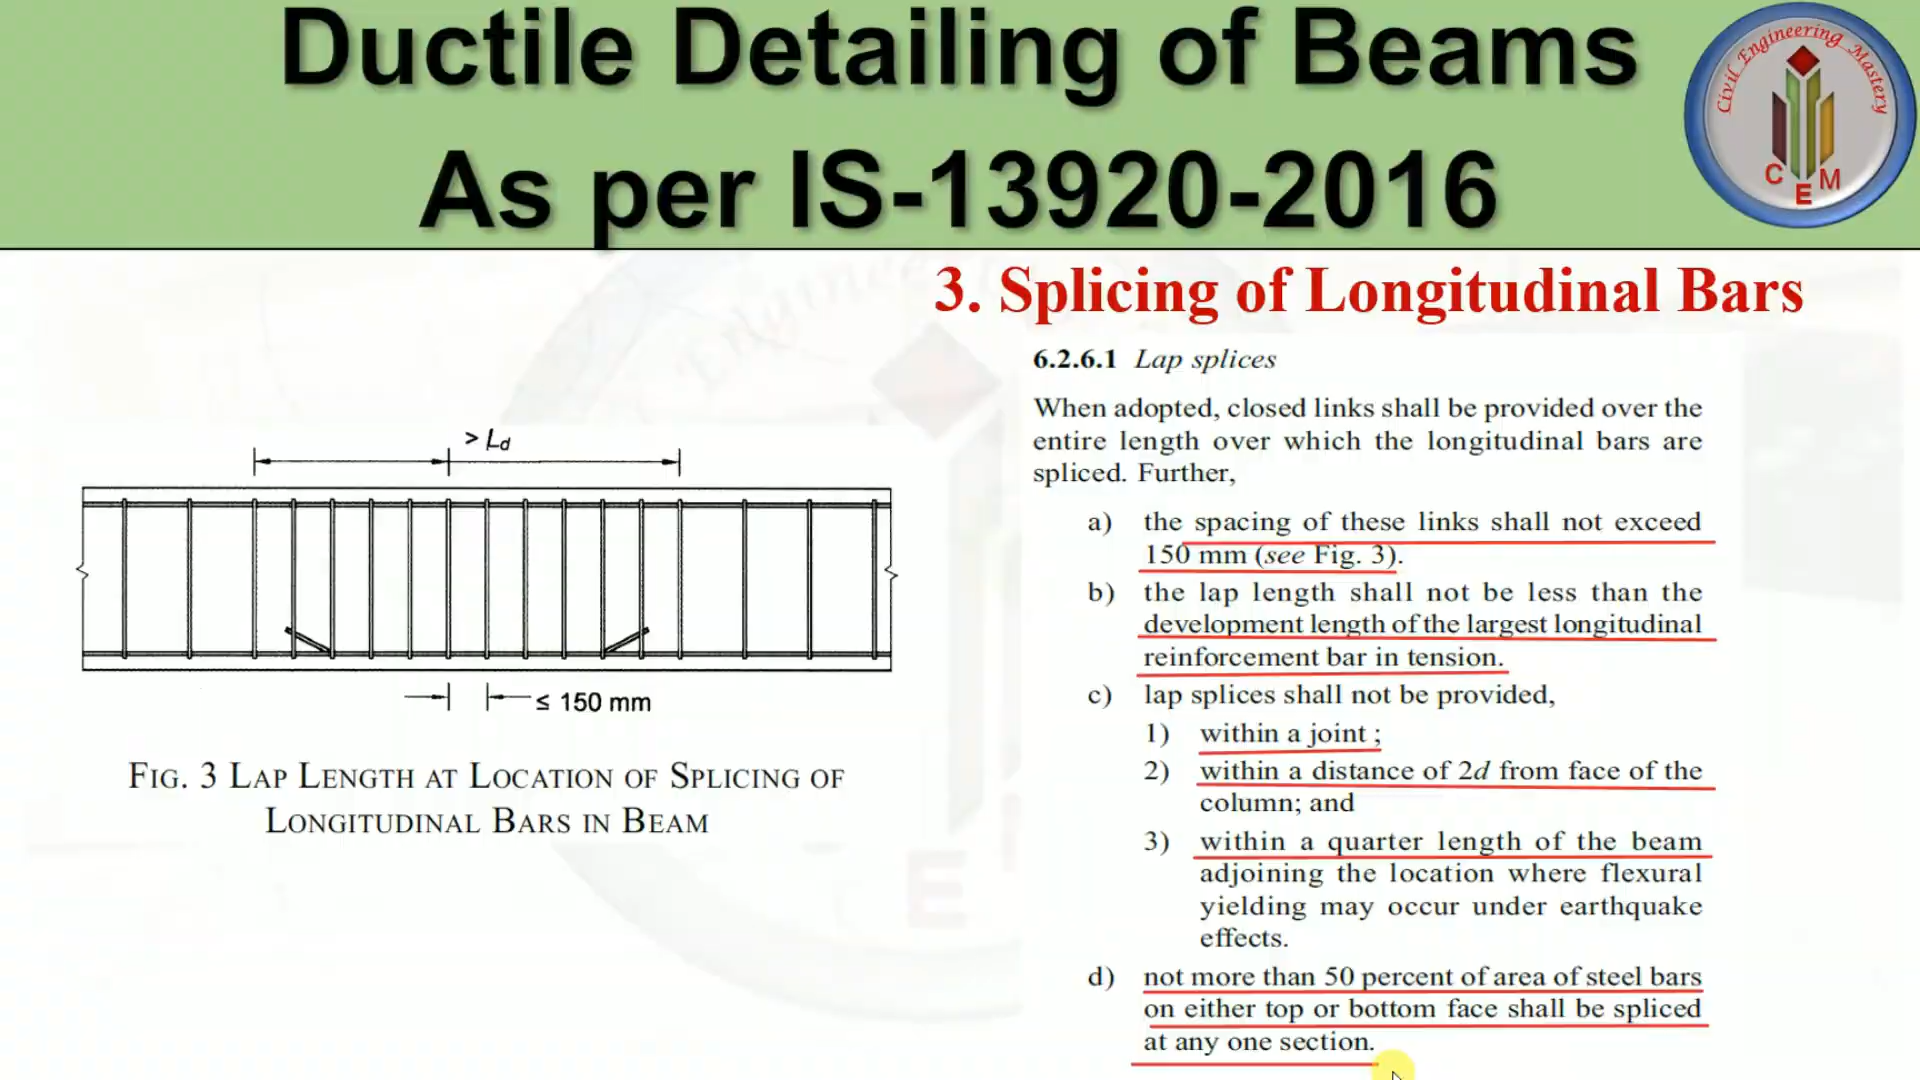 Ductile Detailing of Beams
As per IS-13920-2016
Civil Engineering Mastery
C E M
3. Splicing of Longitudinal Bars
> Ld
≤ 150 mm
FIG. 3 LAP LENGTH AT LOCATION OF SPLICING OF
LONGITUDINAL BARS IN BEAM
6.2.6.1 Lap splices
When adopted, closed links shall be provided over the
entire length over which the longitudinal bars are
spliced. Further,
a) the spacing of these links shall not exceed
150 mm (see Fig. 3).
b) the lap length shall not be less than the
development length of the largest longitudinal
reinforcement bar in tension.
c) lap splices shall not be provided,
1) within a joint ;
2) within a distance of 2d from face of the
column; and
3) within a quarter length of the beam
adjoining the location where flexural
yielding may occur under earthquake
effects.
d) not more than 50 percent of area of steel bars
on either top or bottom face shall be spliced
at any one section.